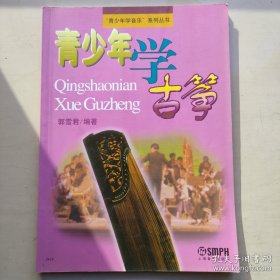 “青少年学音乐”系列丛书
青少年学
古筝
Qingshaonian
Xue Guzheng
郭雪君/编著
SMPH